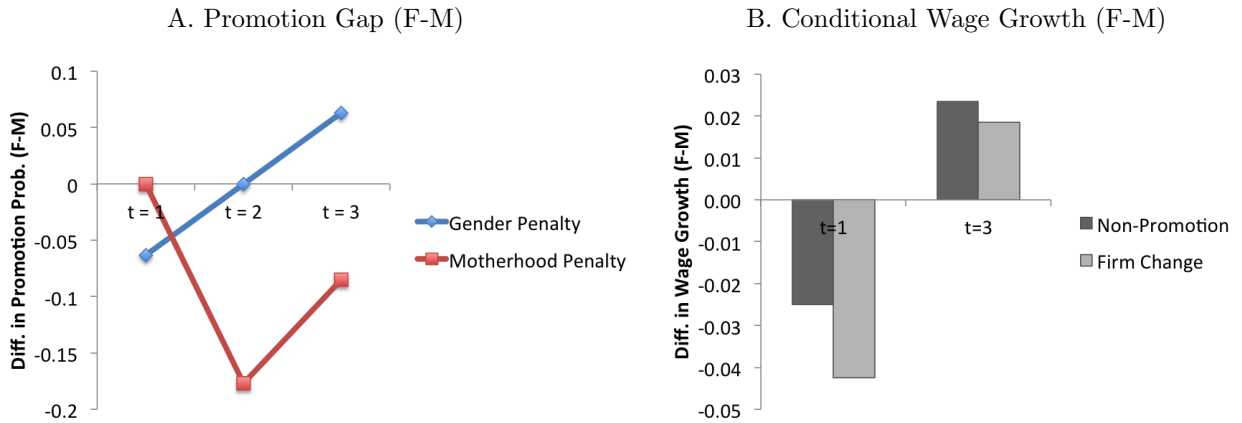 A. Promotion Gap (F-M)
Diff. in Promotion Prob. (F-M)
0.1
0.05
0
-0.05
-0.1
-0.15
-0.2
t = 1
t = 2
t = 3
Gender Penalty
Motherhood Penalty
B. Conditional Wage Growth (F-M)
Diff. in Wage Growth (F-M)
0.03
0.02
0.01
0.00
-0.01
-0.02
-0.03
-0.04
-0.05
t=1
t=3
Non-Promotion
Firm Change